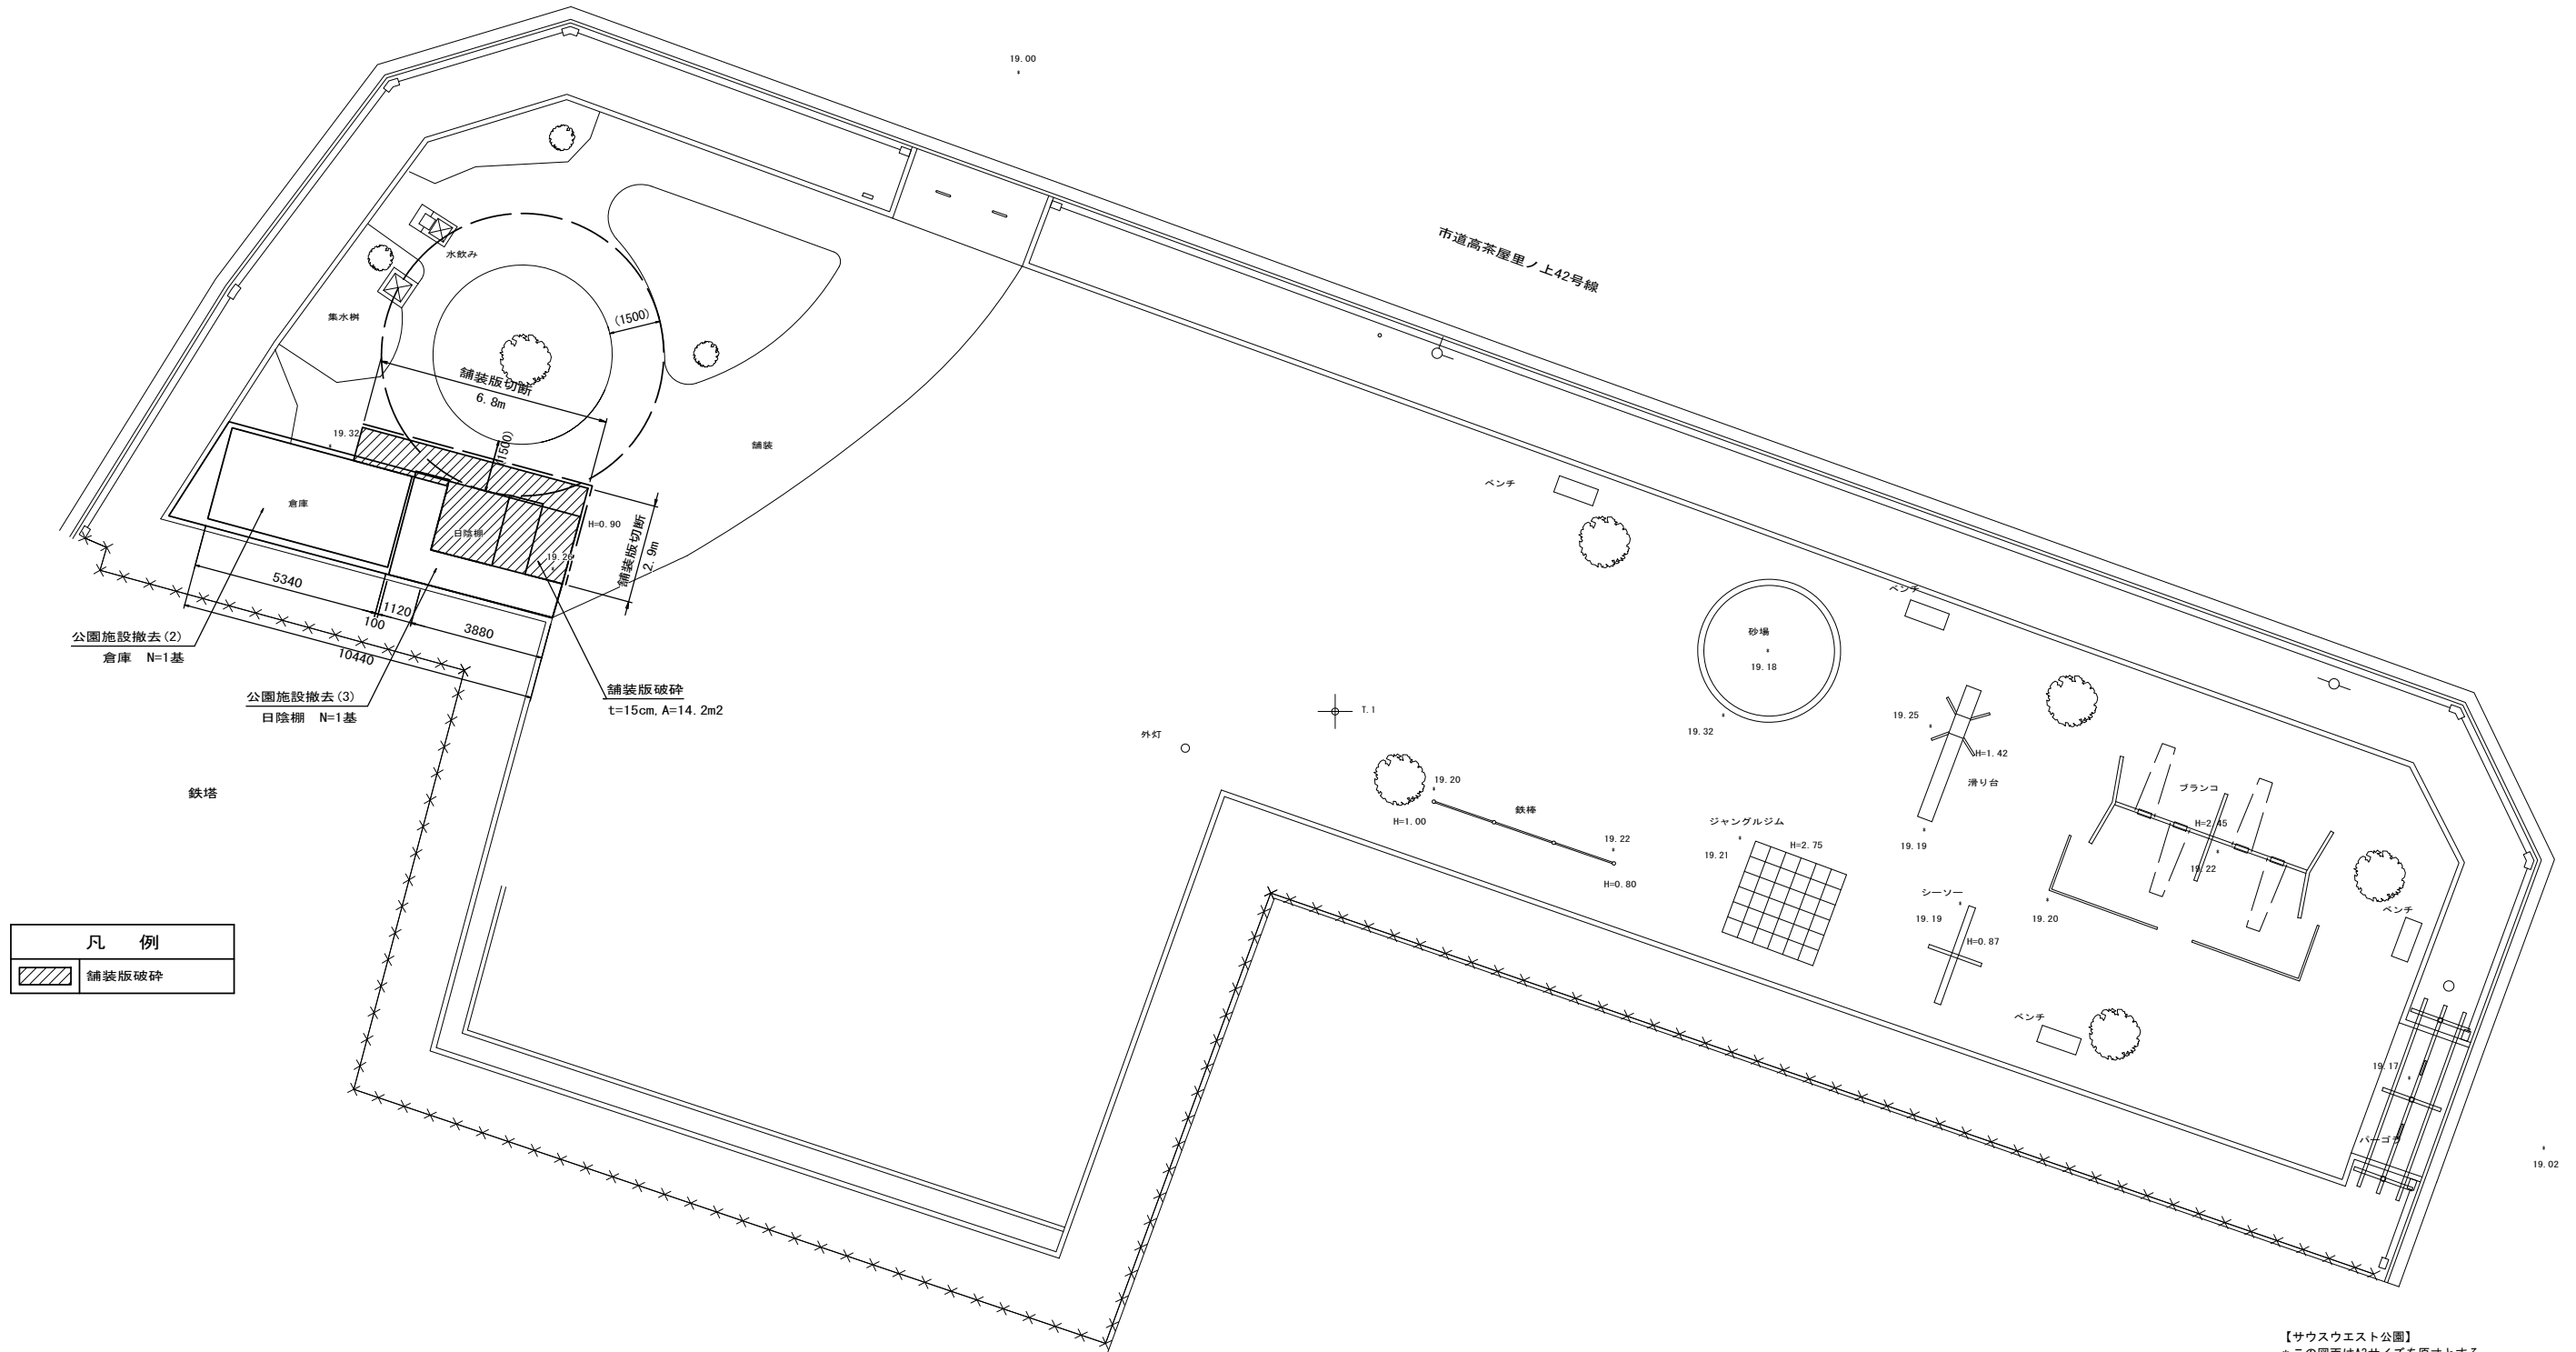 19.00
市道高茶屋里ノ上42号線
水飲み
集水桝
(1500)
舗装版切断
6.8m
19.32
(1500)
舗装
倉庫
日陰棚
H=0.90
19.26
舗装版切断
2.9m
5340
1120
100
3880
10440
公園施設撤去(2)
倉庫 N=1基
公園施設撤去(3)
日陰棚 N=1基
舗装版破砕
t=15cm, A=14.2m2
鉄塔
ベンチ
ベンチ
砂場
19.18
19.32
T.1
外灯
19.25
H=1.42
滑り台
19.19
19.20
H=1.00
鉄棒
19.22
H=0.80
ジャングルジム
19.21
H=2.75
ブランコ
H=2.45
19.22
19.20
シーソー
19.19
H=0.87
ベンチ
ベンチ
19.17
パーゴラ
19.02
凡 例
舗装版破砕
【サウスウエスト公園】